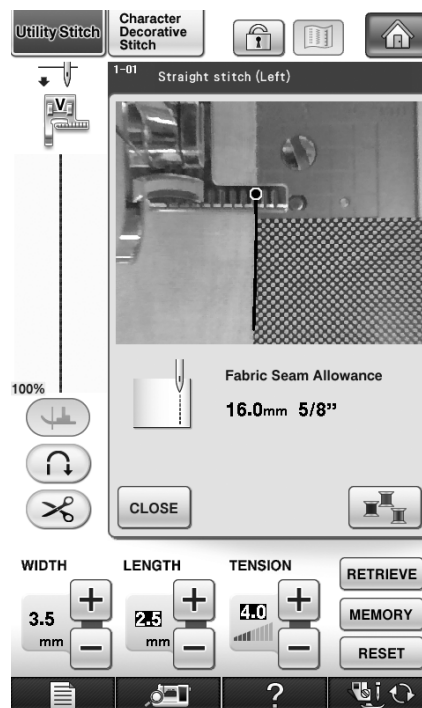 Utility Stitch
Character
Decorative
Stitch
1-01
Straight stitch (Left)
V
100%
Fabric Seam Allowance
16.0mm 5/8"
CLOSE
WIDTH
LENGTH
TENSION
3.5
mm
2.5
mm
4.0
RETRIEVE
MEMORY
RESET
?